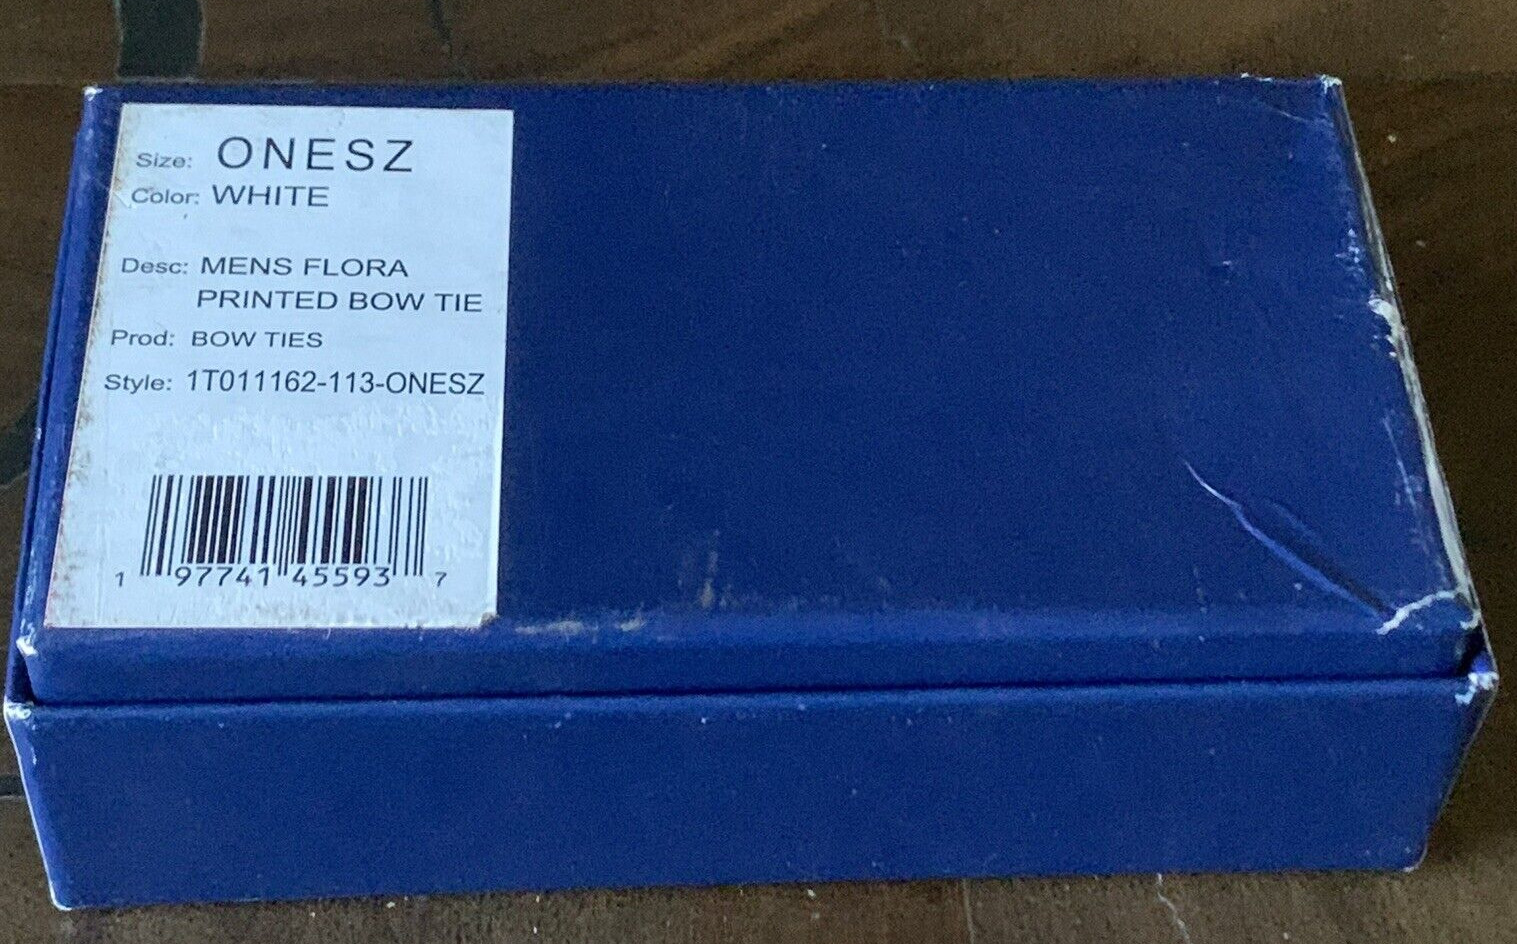 Size: ONESZ
Color: WHITE
Desc: MENS FLORA
PRINTED BOW TIE
Prod: BOW TIES
Style: 1T011162-113-ONESZ
1 97741 45593 7